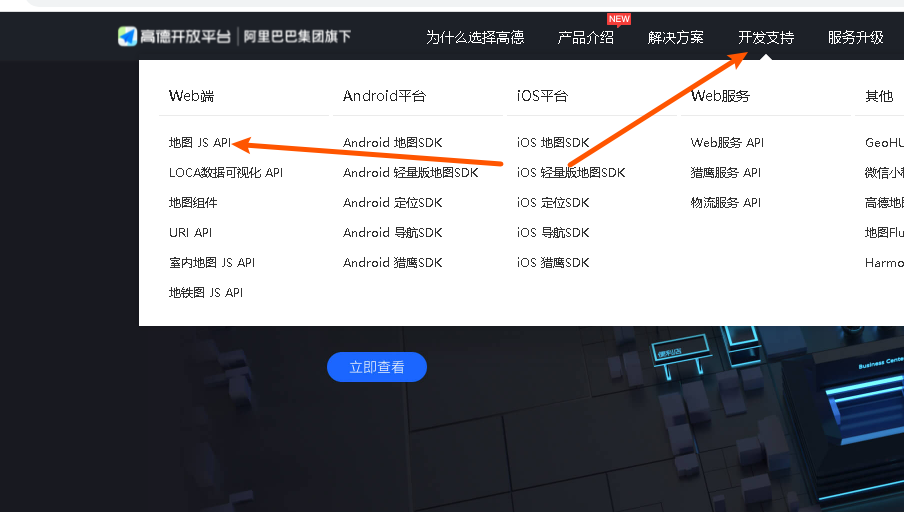 高德开放平台 | 阿里巴巴集团旗下
为什么选择高德 产品介绍 NEW 解决方案 开发支持 服务升级
Web端 Android平台 iOS平台 Web服务 其他
地图 JS API Android 地图SDK iOS 地图SDK Web服务 API GeoHU
LOCA数据可视化 API Android 轻量版地图SDK iOS 轻量版地图SDK 猎鹰服务 API 微信小
地图组件 Android 定位SDK iOS 定位SDK 物流服务 API 高德地
URI API Android 导航SDK iOS 导航SDK 地图Flu
室内地图 JS API Android 猎鹰SDK iOS 猎鹰SDK Harmo
地铁图 JS API
立即查看
便利店
Business Cente